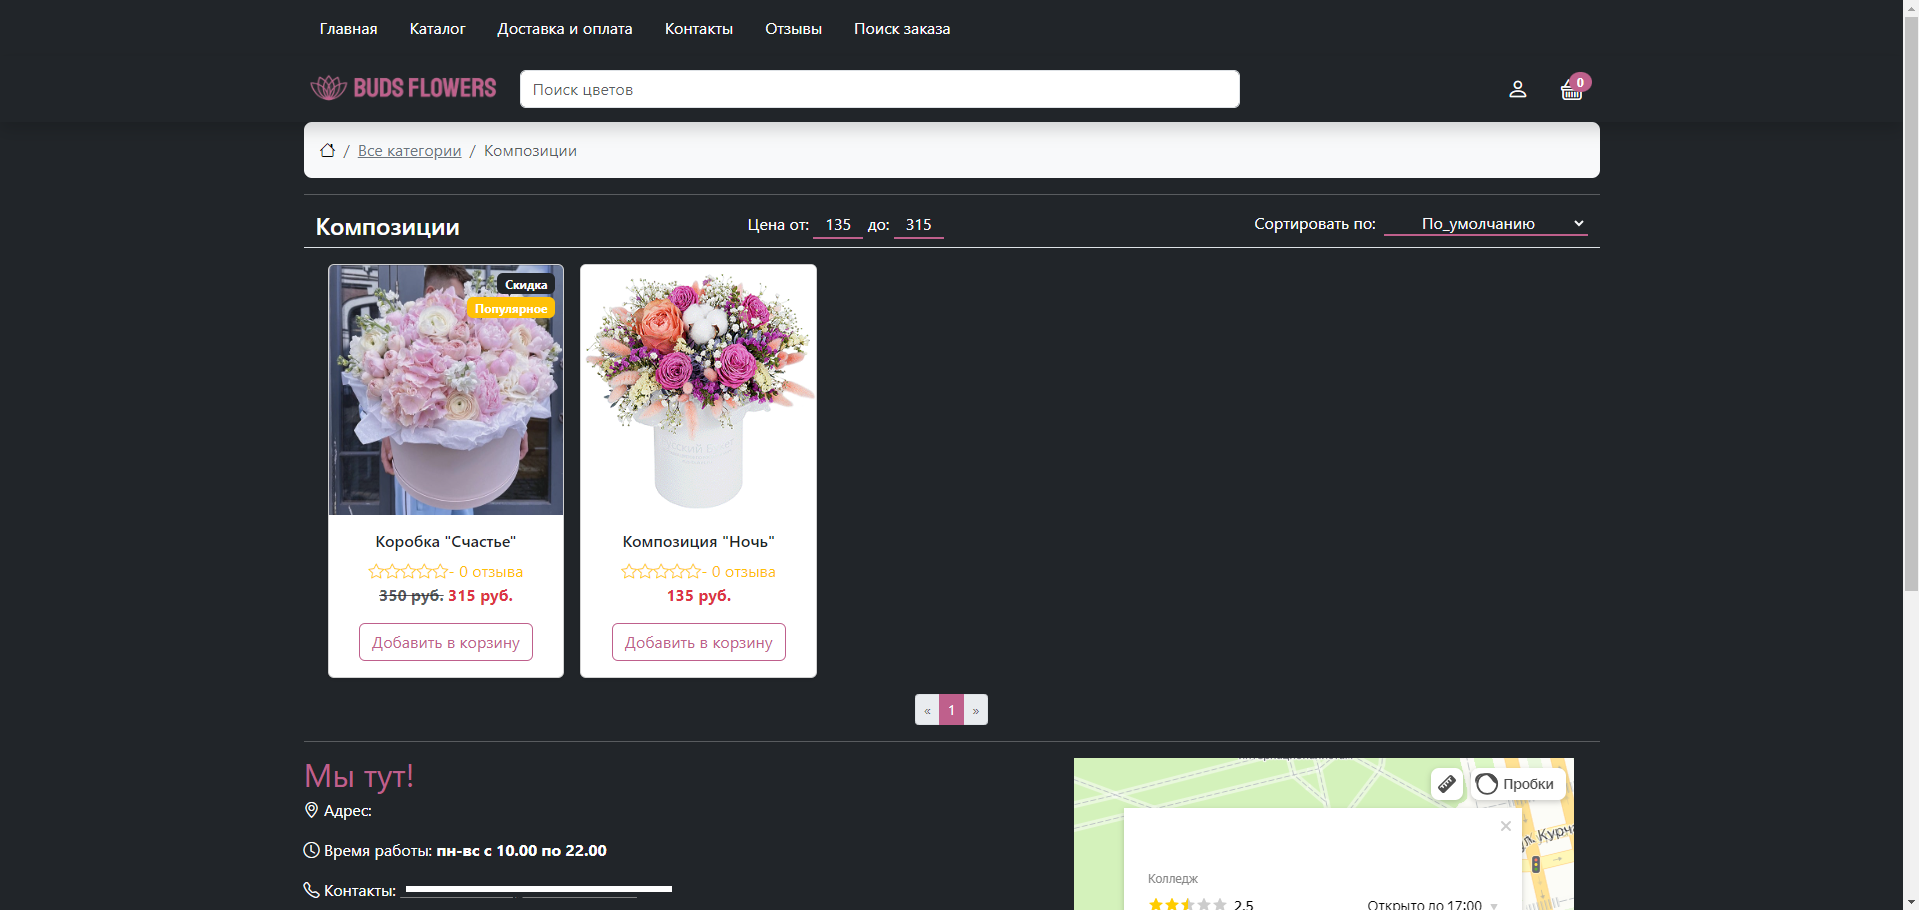 Главная Каталог Доставка и оплата Контакты Отзывы Поиск заказа
BUDS FLOWERS Поиск цветов 0
/ Все категории / Композиции
Композиции Цена от: 135 до: 315 Сортировать по: По_умолчанию
Скидка
Популярное
Коробка "Счастье"
- 0 отзыва
350 руб. 315 руб.
Добавить в корзину
Композиция "Ночь"
- 0 отзыва
135 руб.
Добавить в корзину
« 1 »
Мы тут!
Адрес:
Время работы: пн-вс с 10.00 по 22.00
Контакты:
Пробки
Колледж
2,5 Открыто до 17:00